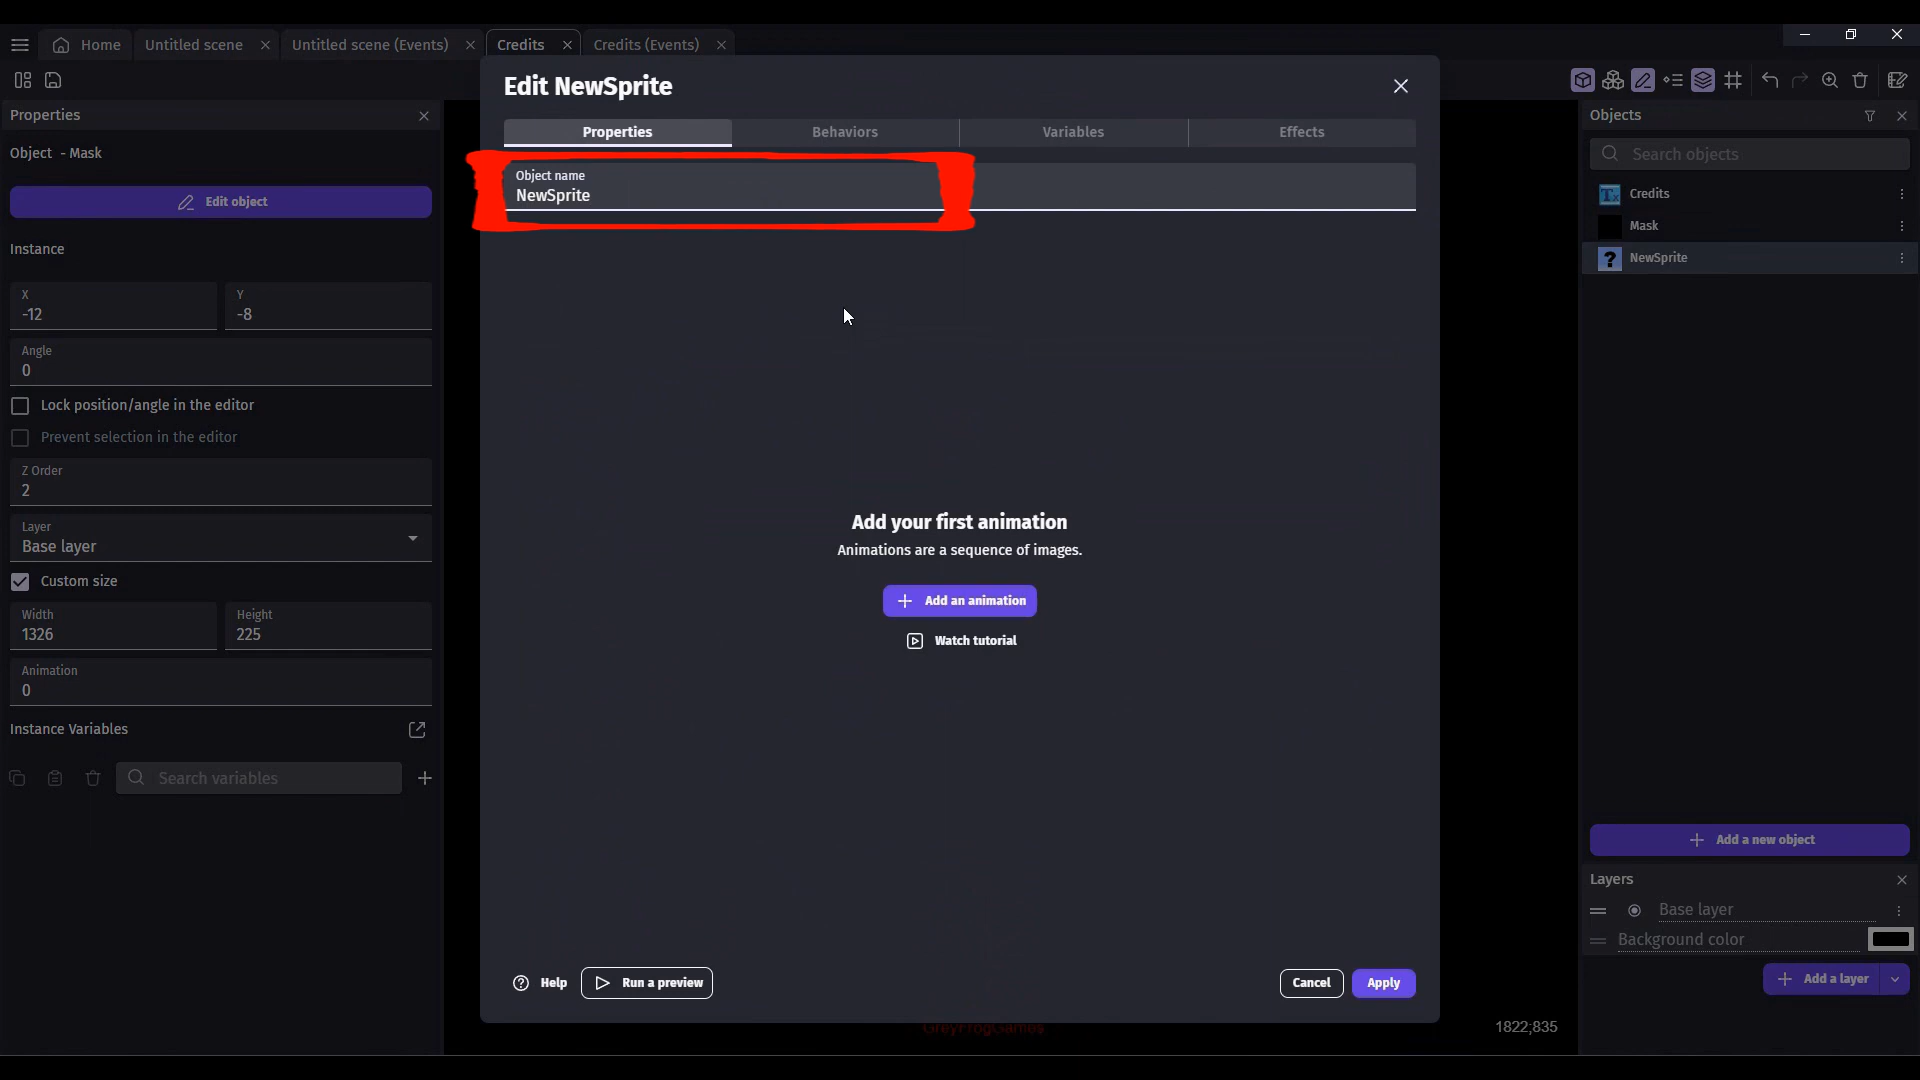 Home
Untitled scene
Untitled scene (Events)
Credits
Credits (Events)
Properties
Object - Mask
Edit object
Instance
X
-12
Y
-8
Angle
0
Lock position/angle in the editor
Prevent selection in the editor
Z Order
2
Layer
Base layer
Custom size
Width
1326
Height
225
Animation
0
Instance Variables
Search variables
Edit NewSprite
Properties
Behaviors
Variables
Effects
Object name
NewSprite
Add your first animation
Animations are a sequence of images.
Add an animation
Watch tutorial
Help
Run a preview
Cancel
Apply
GreyFrogGames
1822;835
Objects
Search objects
Tx
Credits
Mask
?
NewSprite
Add a new object
Layers
Base layer
Background color
Add a layer